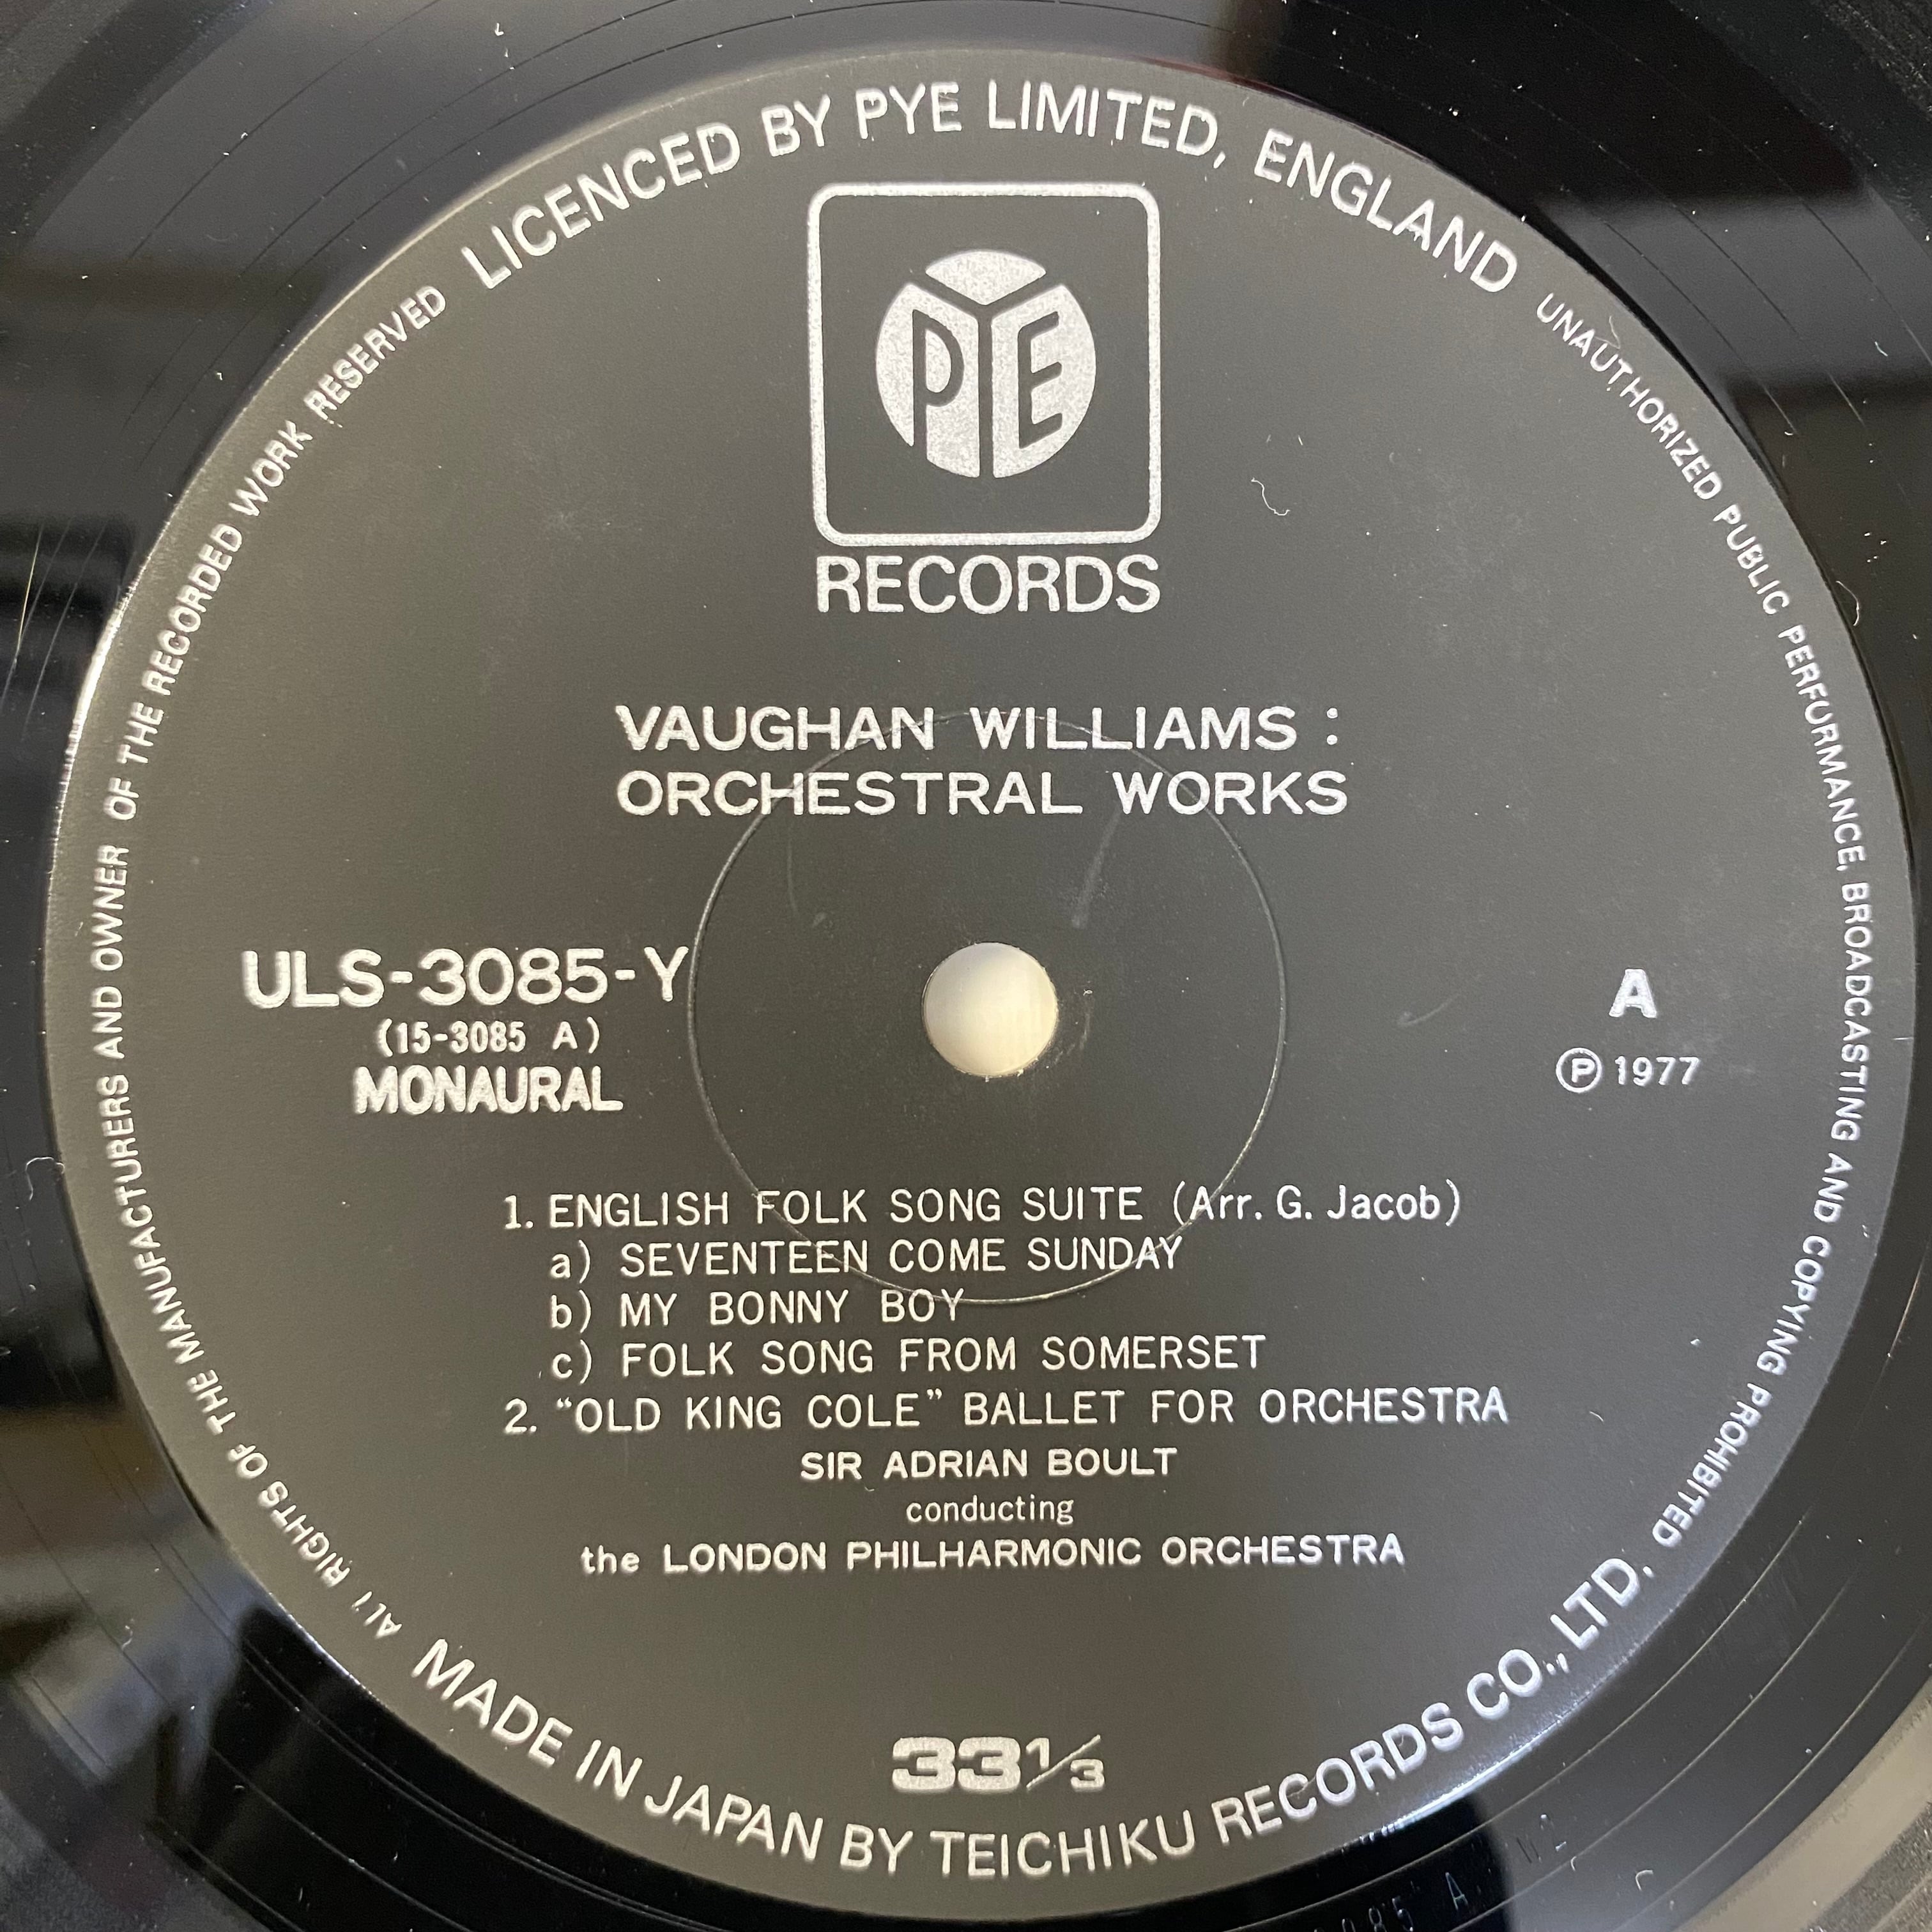 LICENCED BY PYE LIMITED, ENGLAND
UNAUTHORIZED PUBLIC PERFORMANCE, BROADCASTING AND COPYING PROHIBITED
PYE
RECORDS
VAUGHAN WILLIAMS :
ORCHESTRAL WORKS
ULS-3085-Y
(15-3085 A)
MONAURAL
A
Ⓟ 1977
1. ENGLISH FOLK SONG SUITE (Arr. G. Jacob)
a) SEVENTEEN COME SUNDAY
b) MY BONNY BOY
c) FOLK SONG FROM SOMERSET
2. “OLD KING COLE” BALLET FOR ORCHESTRA
SIR ADRIAN BOULT
conducting
the LONDON PHILHARMONIC ORCHESTRA
33 1/3
MADE IN JAPAN BY TEICHIKU RECORDS CO., LTD.
ALL RIGHTS OF THE MANUFACTURERS AND OWNER OF THE RECORDED WORK RESERVED